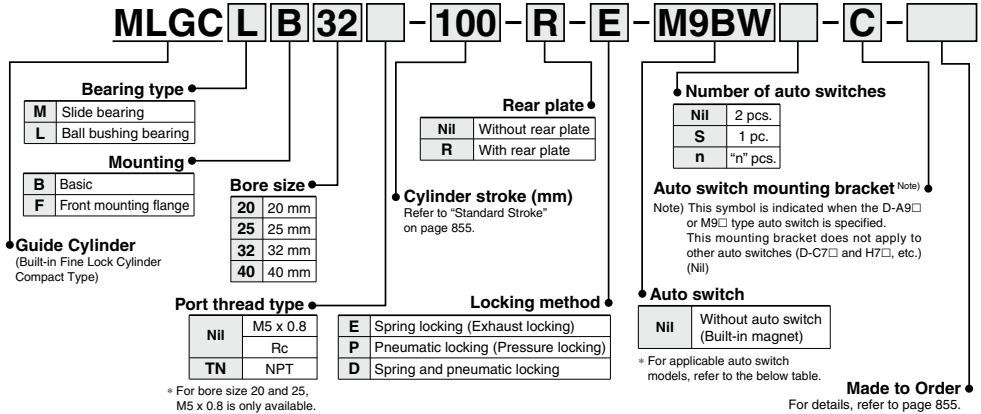 MLGC L B 32 - 100 - R - E - M9BW - C -
Bearing type
M Slide bearing
L Ball bushing bearing
Mounting
B Basic
F Front mounting flange
Guide Cylinder
(Built-in Fine Lock Cylinder
Compact Type)
Bore size
20 20 mm
25 25 mm
32 32 mm
40 40 mm
Port thread type
Nil M5 x 0.8
Rc
TN NPT
* For bore size 20 and 25,
M5 x 0.8 is only available.
Rear plate
Nil Without rear plate
R With rear plate
Cylinder stroke (mm)
Refer to “Standard Stroke”
on page 855.
Locking method
E Spring locking (Exhaust locking)
P Pneumatic locking (Pressure locking)
D Spring and pneumatic locking
Number of auto switches
Nil 2 pcs.
S 1 pc.
n “n” pcs.
Auto switch mounting bracket Note)
Note) This symbol is indicated when the D-A9□
or M9□ type auto switch is specified.
This mounting bracket does not apply to
other auto switches (D-C7□ and H7□, etc.)
(Nil)
Auto switch
Nil Without auto switch
(Built-in magnet)
* For applicable auto switch
models, refer to the below table.
Made to Order
For details, refer to page 855.